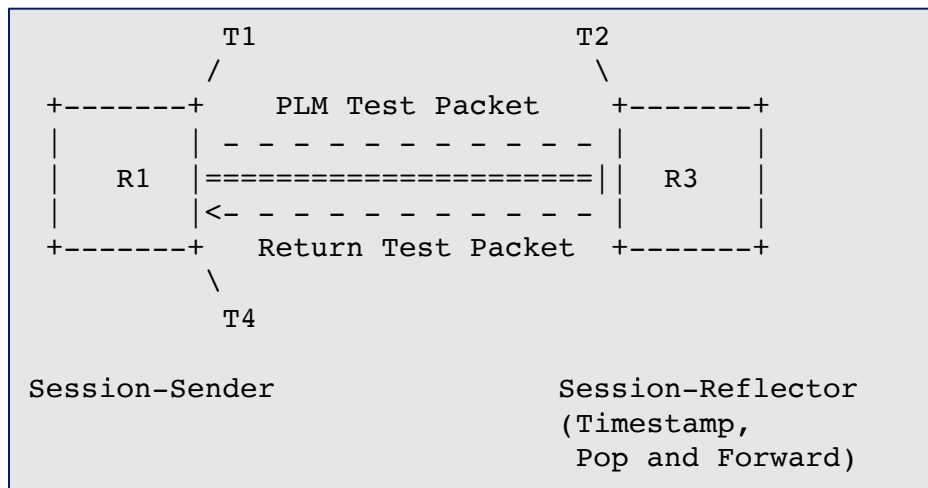 T1 T2
/ \
+-------+ PLM Test Packet +-------+
| | - - - - - - - - - - - - | |
| R1 |=====================|| R3 |
| |<- - - - - - - - - - - - | |
+-------+ Return Test Packet +-------+
\
T4
Session-Sender Session-Reflector
(Timestamp,
Pop and Forward)